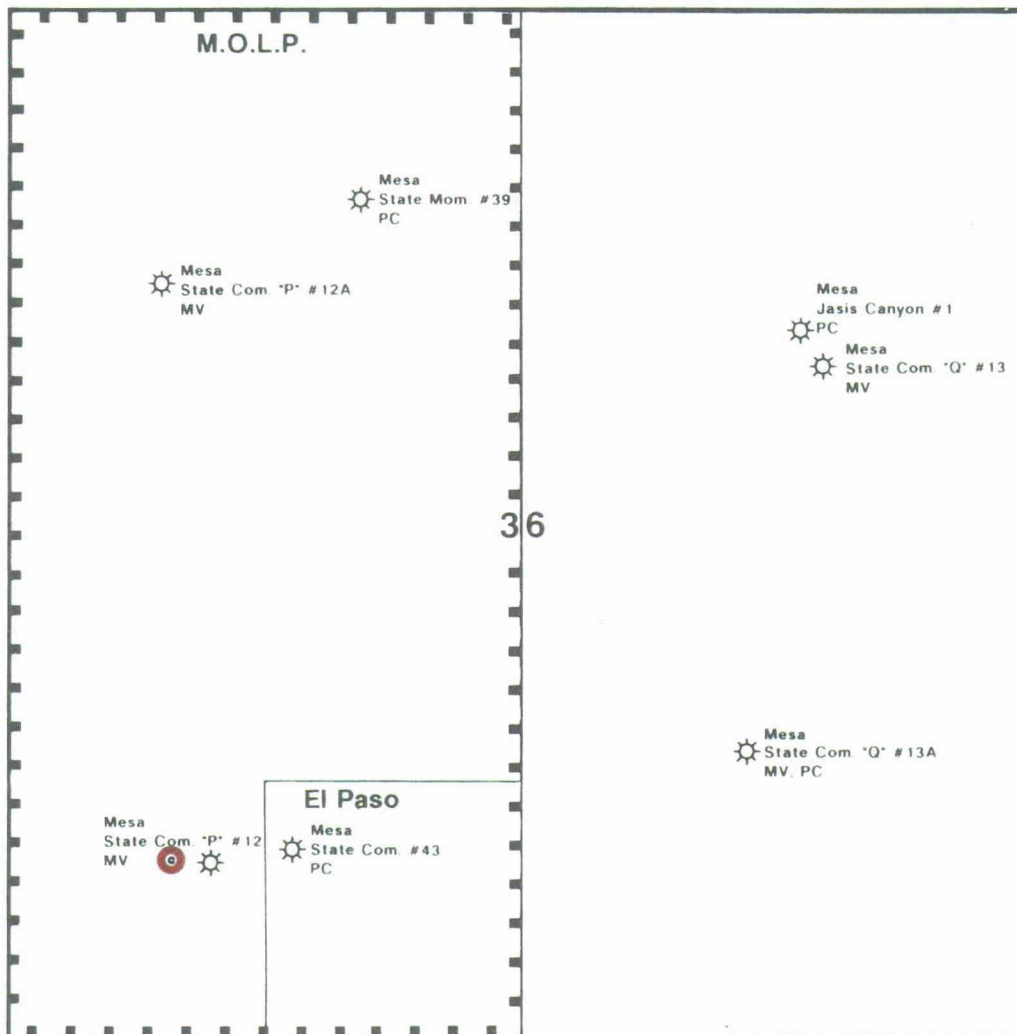 M.O.L.P.
Mesa
State Mom. #39
PC
Mesa
State Com. "P" #12A
MV
Mesa
Jasis Canyon #1
PC
Mesa
State Com. "Q" #13
MV
36
Mesa
State Com. "Q" #13A
MV, PC
El Paso
Mesa
State Com. "P" #12
MV
Mesa
State Com. #43
PC